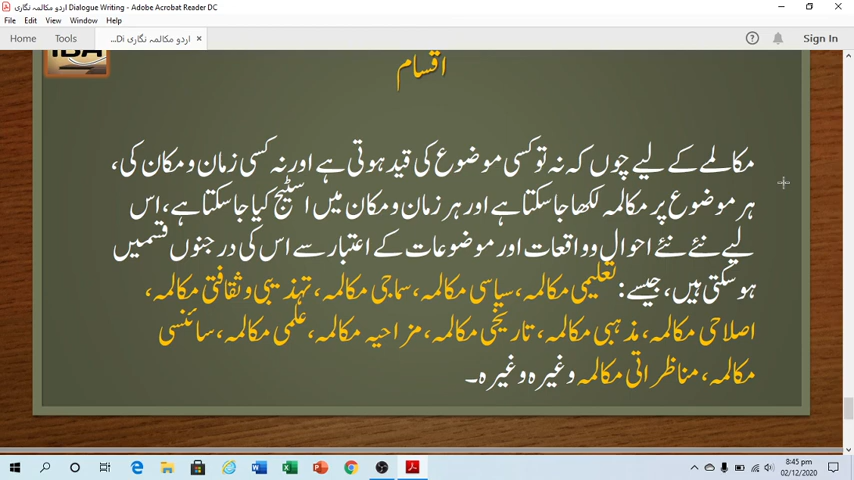 اردو مکالمہ نگاری Dialogue Writing - Adobe Acrobat Reader DC
File Edit View Window Help
Home Tools اردو مکالمہ نگاری Di... × Sign In
IBA
اقسام
مکالمے کے لیے چوں کہ نہ تو کسی موضوع کی قید ہوتی ہے اور نہ کسی زمان و مکان کی،
ہر موضوع پر مکالمہ لکھا جاسکتا ہے اور ہر زمان و مکان میں اسٹیج کیا جاسکتا ہے، اس
لیے نئے نئے احوال و واقعات اور موضوعات کے اعتبار سے اس کی درجنوں قسمیں
ہوسکتی ہیں، جیسے: تعلیمی مکالمہ، سیاسی مکالمہ، سماجی مکالمہ، تہذیبی و ثقافتی مکالمہ،
اصلاحی مکالمہ، مذہبی مکالمہ، تاریخی مکالمہ، مزاحیہ مکالمہ، علمی مکالمہ، سائنسی
مکالمہ، مناظراتی مکالمہ وغیرہ وغیرہ۔
8:45 pm
02/12/2020